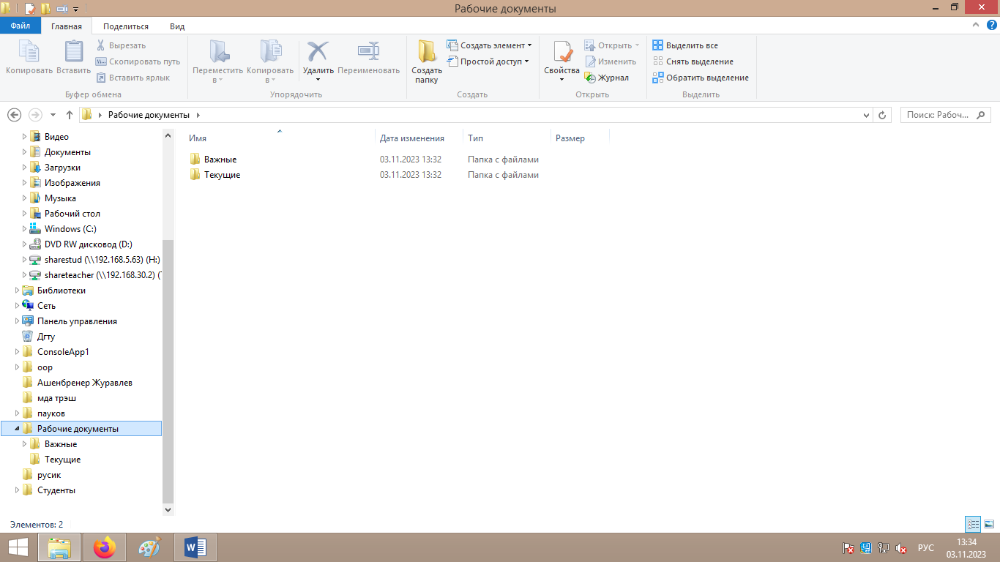 Рабочие документы
Файл Главная Поделиться Вид
Копировать Вставить Вырезать
Скопировать путь
Вставить ярлык
Буфер обмена
Переместить в Копировать в Удалить Переименовать
Упорядочить
Создать папку Создать элемент
Простой доступ
Создать
Свойства Открыть
Изменить
Журнал
Открыть
Выделить все
Снять выделение
Обратить выделение
Выделить
Рабочие документы
Поиск: Рабоч...
Видео
Документы
Загрузки
Изображения
Музыка
Рабочий стол
Windows (C:)
DVD RW дисковод (D:)
sharestud (\\192.168.5.63) (H:)
shareteacher (\\192.168.30.2) (
Библиотеки
Сеть
Панель управления
Дгту
ConsoleApp1
oop
Ашенбренер Журавлев
мда трэш
пауков
Рабочие документы
Важные
Текущие
русик
Студенты
Имя Дата изменения Тип Размер
Важные 03.11.2023 13:32 Папка с файлами
Текущие 03.11.2023 13:32 Папка с файлами
Элементов: 2
РУС
13:34
03.11.2023